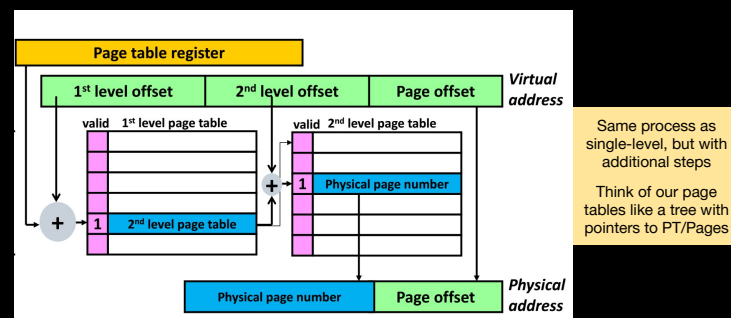 Page table register
Virtual
address
1st level offset
2nd level offset
Page offset
valid
1st level page table
valid
2nd level page table
+
1
2nd level page table
+
1
Physical page number
Physical page number
Page offset
Physical
address
Same process as
single-level, but with
additional steps
Think of our page
tables like a tree with
pointers to PT/Pages